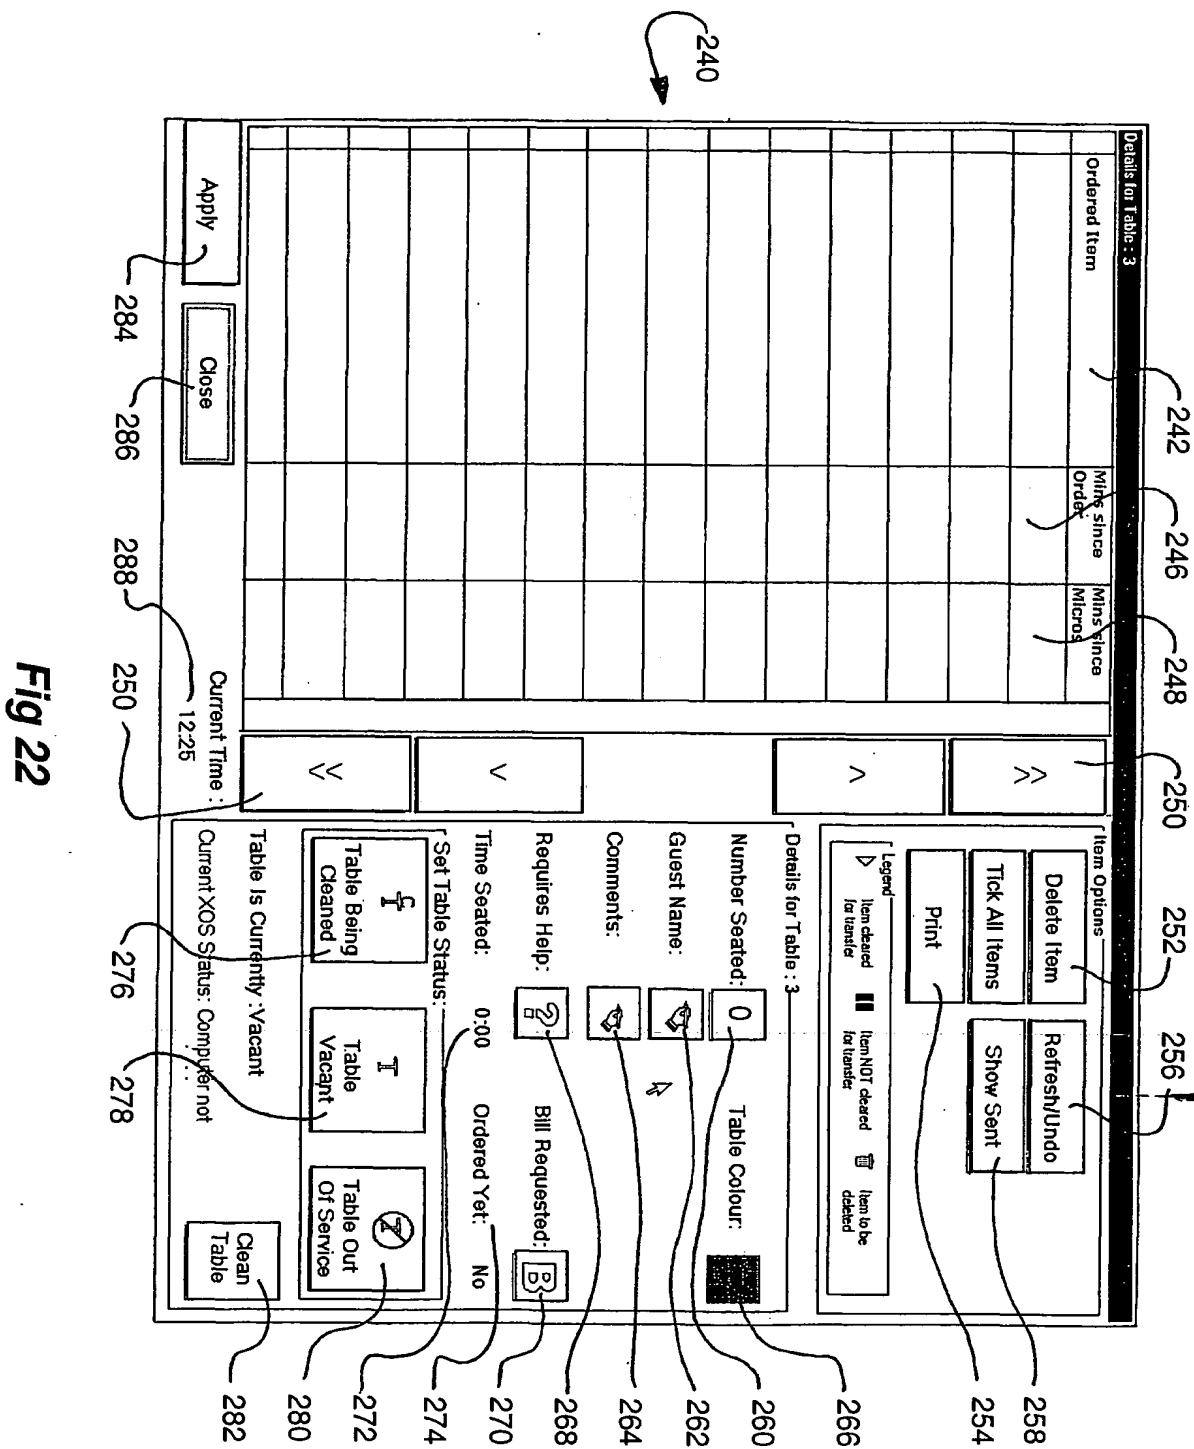 240
Details for Table : 3
Ordered Item
Mins since
Order
Mins since
Micros
242
246
248
250
252
256
258
254
Item Options
Delete Item
Refresh/Undo
Tick All Items
Show Sent
Print
Legend
Item cleared
for transfer
Item NOT cleared
for transfer
Item to be
deleted
Details for Table : 3
Number Seated:
0
Table Colour:
Guest Name:
Comments:
Requires Help:
?
Bill Requested:
B
Time Seated:
0:00
Ordered Yet:
No
Set Table Status:
Table Being
Cleaned
Table
Vacant
Table Out
Of Service
Table Is Currently :Vacant
Current XOS Status: Computer not
Clean
Table
Apply
Close
Current Time :
12:25
266
260
262
264
268
270
274
272
280
282
284
286
288
250
276
278
Fig 22